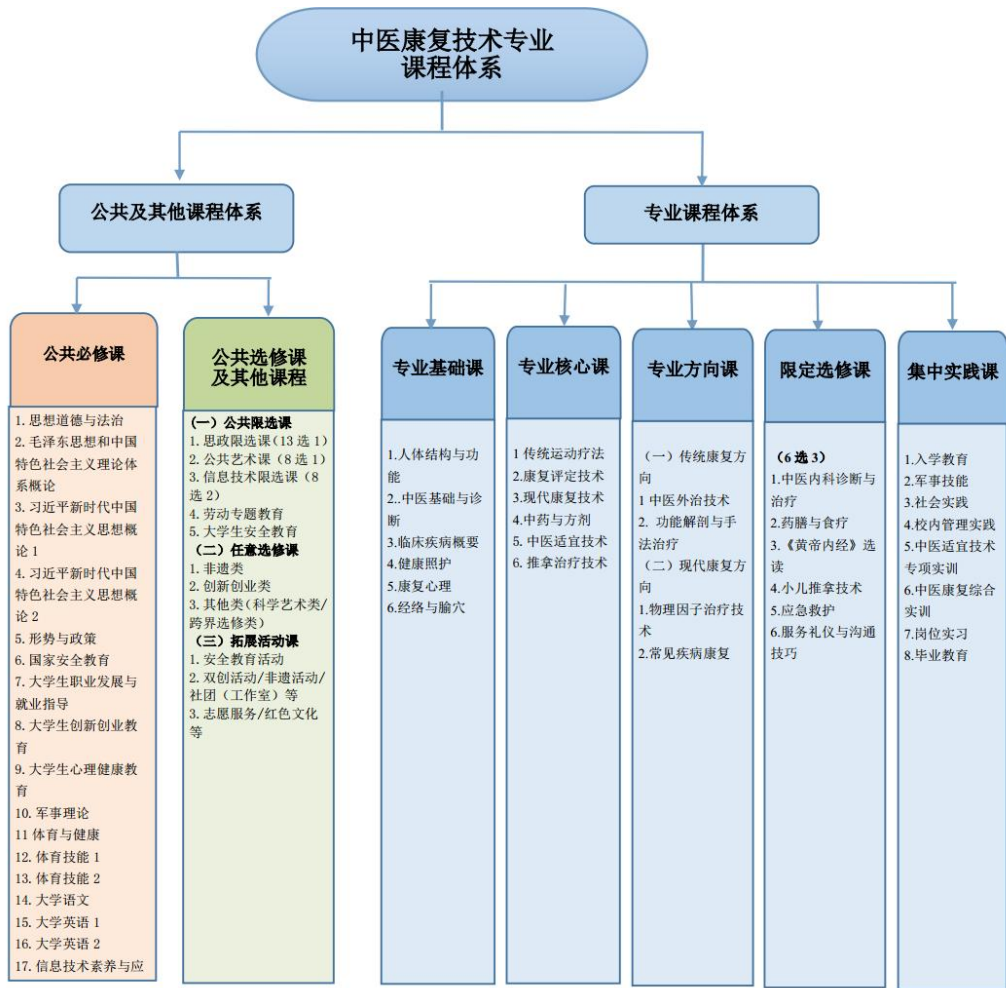 中医康复技术专业
课程体系
公共及其他课程体系
专业课程体系
公共必修课
1. 思想道德与法治
2. 毛泽东思想和中国
特色社会主义理论体
系概论
3. 习近平新时代中国
特色社会主义思想概
论 1
4. 习近平新时代中国
特色社会主义思想概
论 2
5. 形势与政策
6. 国家安全教育
7. 大学生职业发展与
就业指导
8. 大学生创新创业教
育
9. 大学生心理健康教
育
10. 军事理论
11 体育与健康
12. 体育技能 1
13. 体育技能 2
14. 大学语文
15. 大学英语 1
16. 大学英语 2
17. 信息技术素养与应
公共选修课
及其他课程
(一）公共限选课
1. 思政限选课（13 选 1）
2. 公共艺术课（8 选 1）
3. 信息技术限选课（8
选 2）
4. 劳动专题教育
5. 大学生安全教育
（二）任意选修课
1. 非遗类
2. 创新创业类
3. 其他类(科学艺术类/
跨界选修类）
（三）拓展活动课
1. 安全教育活动
2. 双创活动/非遗活动/
社团（工作室）等
3. 志愿服务/红色文化
等
专业基础课
1.人体结构与功
能
2..中医基础与诊
断
3.临床疾病概要
4.健康照护
5.康复心理
6.经络与腧穴
专业核心课
1 传统运动疗法
2.康复评定技术
3.现代康复技术
4.中药与方剂
5. 中医适宜技术
6. 推拿治疗技术
专业方向课
（一）传统康复方
向
1 中医外治技术
2. 功能解剖与手
法治疗
（二）现代康复方
向
1.物理因子治疗技
术
2.常见疾病康复
限定选修课
（6 选 3）
1.中医内科诊断与
治疗
2.药膳与食疗
3.《黄帝内经》选
读
4.小儿推拿技术
5.应急救护
6.服务礼仪与沟通
技巧
集中实践课
1.入学教育
2.军事技能
3.社会实践
4.校内管理实践
5.中医适宜技术
专项实训
6.中医康复综合
实训
7.岗位实习
8.毕业教育